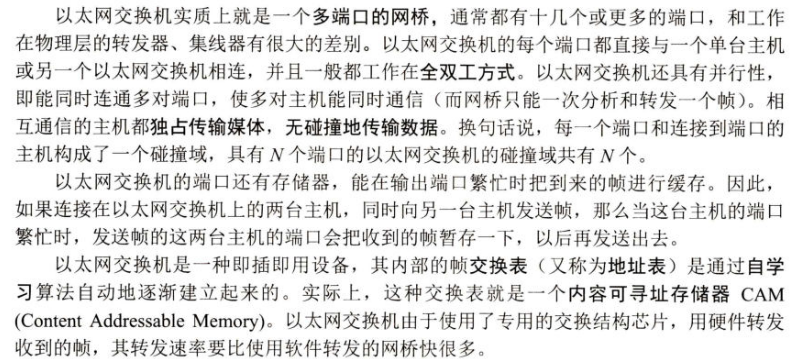 以太网交换机实质上就是一个多端口的网桥，通常都有十几个或更多的端口，和工作
在物理层的转发器、集线器有很大的差别。以太网交换机的每个端口都直接与一个单台主机
或另一个以太网交换机相连，并且一般都工作在全双工方式。以太网交换机还具有并行性，
即能同时连通多对端口，使多对主机能同时通信（而网桥只能一次分析和转发一个帧）。相
互通信的主机都独占传输媒体，无碰撞地传输数据。换句话说，每一个端口和连接到端口的
主机构成了一个碰撞域，具有 N 个端口的以太网交换机的碰撞域共有 N 个。
以太网交换机的端口还有存储器，能在输出端口繁忙时把到来的帧进行缓存。因此，
如果连接在以太网交换机上的两台主机，同时向另一台主机发送帧，那么当这台主机的端口
繁忙时，发送帧的这两台主机的端口会把收到的帧暂存一下，以后再发送出去。
以太网交换机是一种即插即用设备，其内部的帧交换表（又称为地址表）是通过自学
习算法自动地逐渐建立起来的。实际上，这种交换表就是一个内容可寻址存储器 CAM
(Content Addressable Memory)。以太网交换机由于使用了专用的交换结构芯片，用硬件转发
收到的帧，其转发速率要比使用软件转发的网桥快很多。